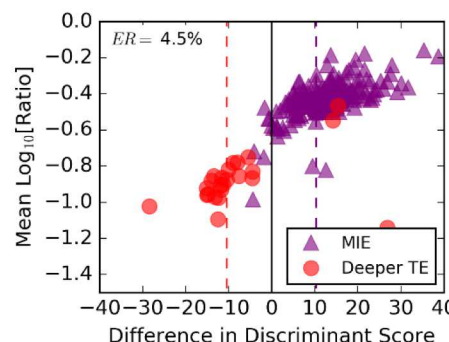 ER = 4.5%
−0.0
−0.2
−0.4
−0.6
−0.8
−1.0
−1.2
−1.4
Mean Log10[Ratio]
MIE
Deeper TE
−40 −30 −20 −10 0 10 20 30 40
Difference in Discriminant Score